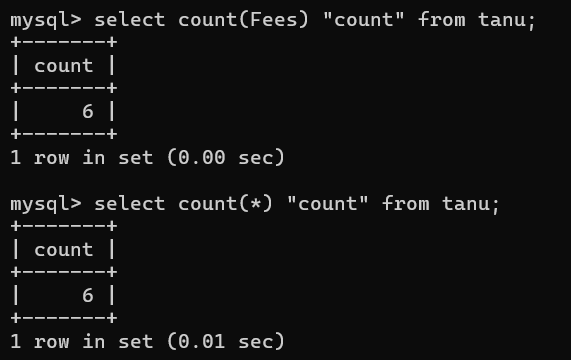 mysql> select count(Fees) "count" from tanu;
+-------+
| count |
+-------+
|     6 |
+-------+
1 row in set (0.00 sec)

mysql> select count(*) "count" from tanu;
+-------+
| count |
+-------+
|     6 |
+-------+
1 row in set (0.01 sec)